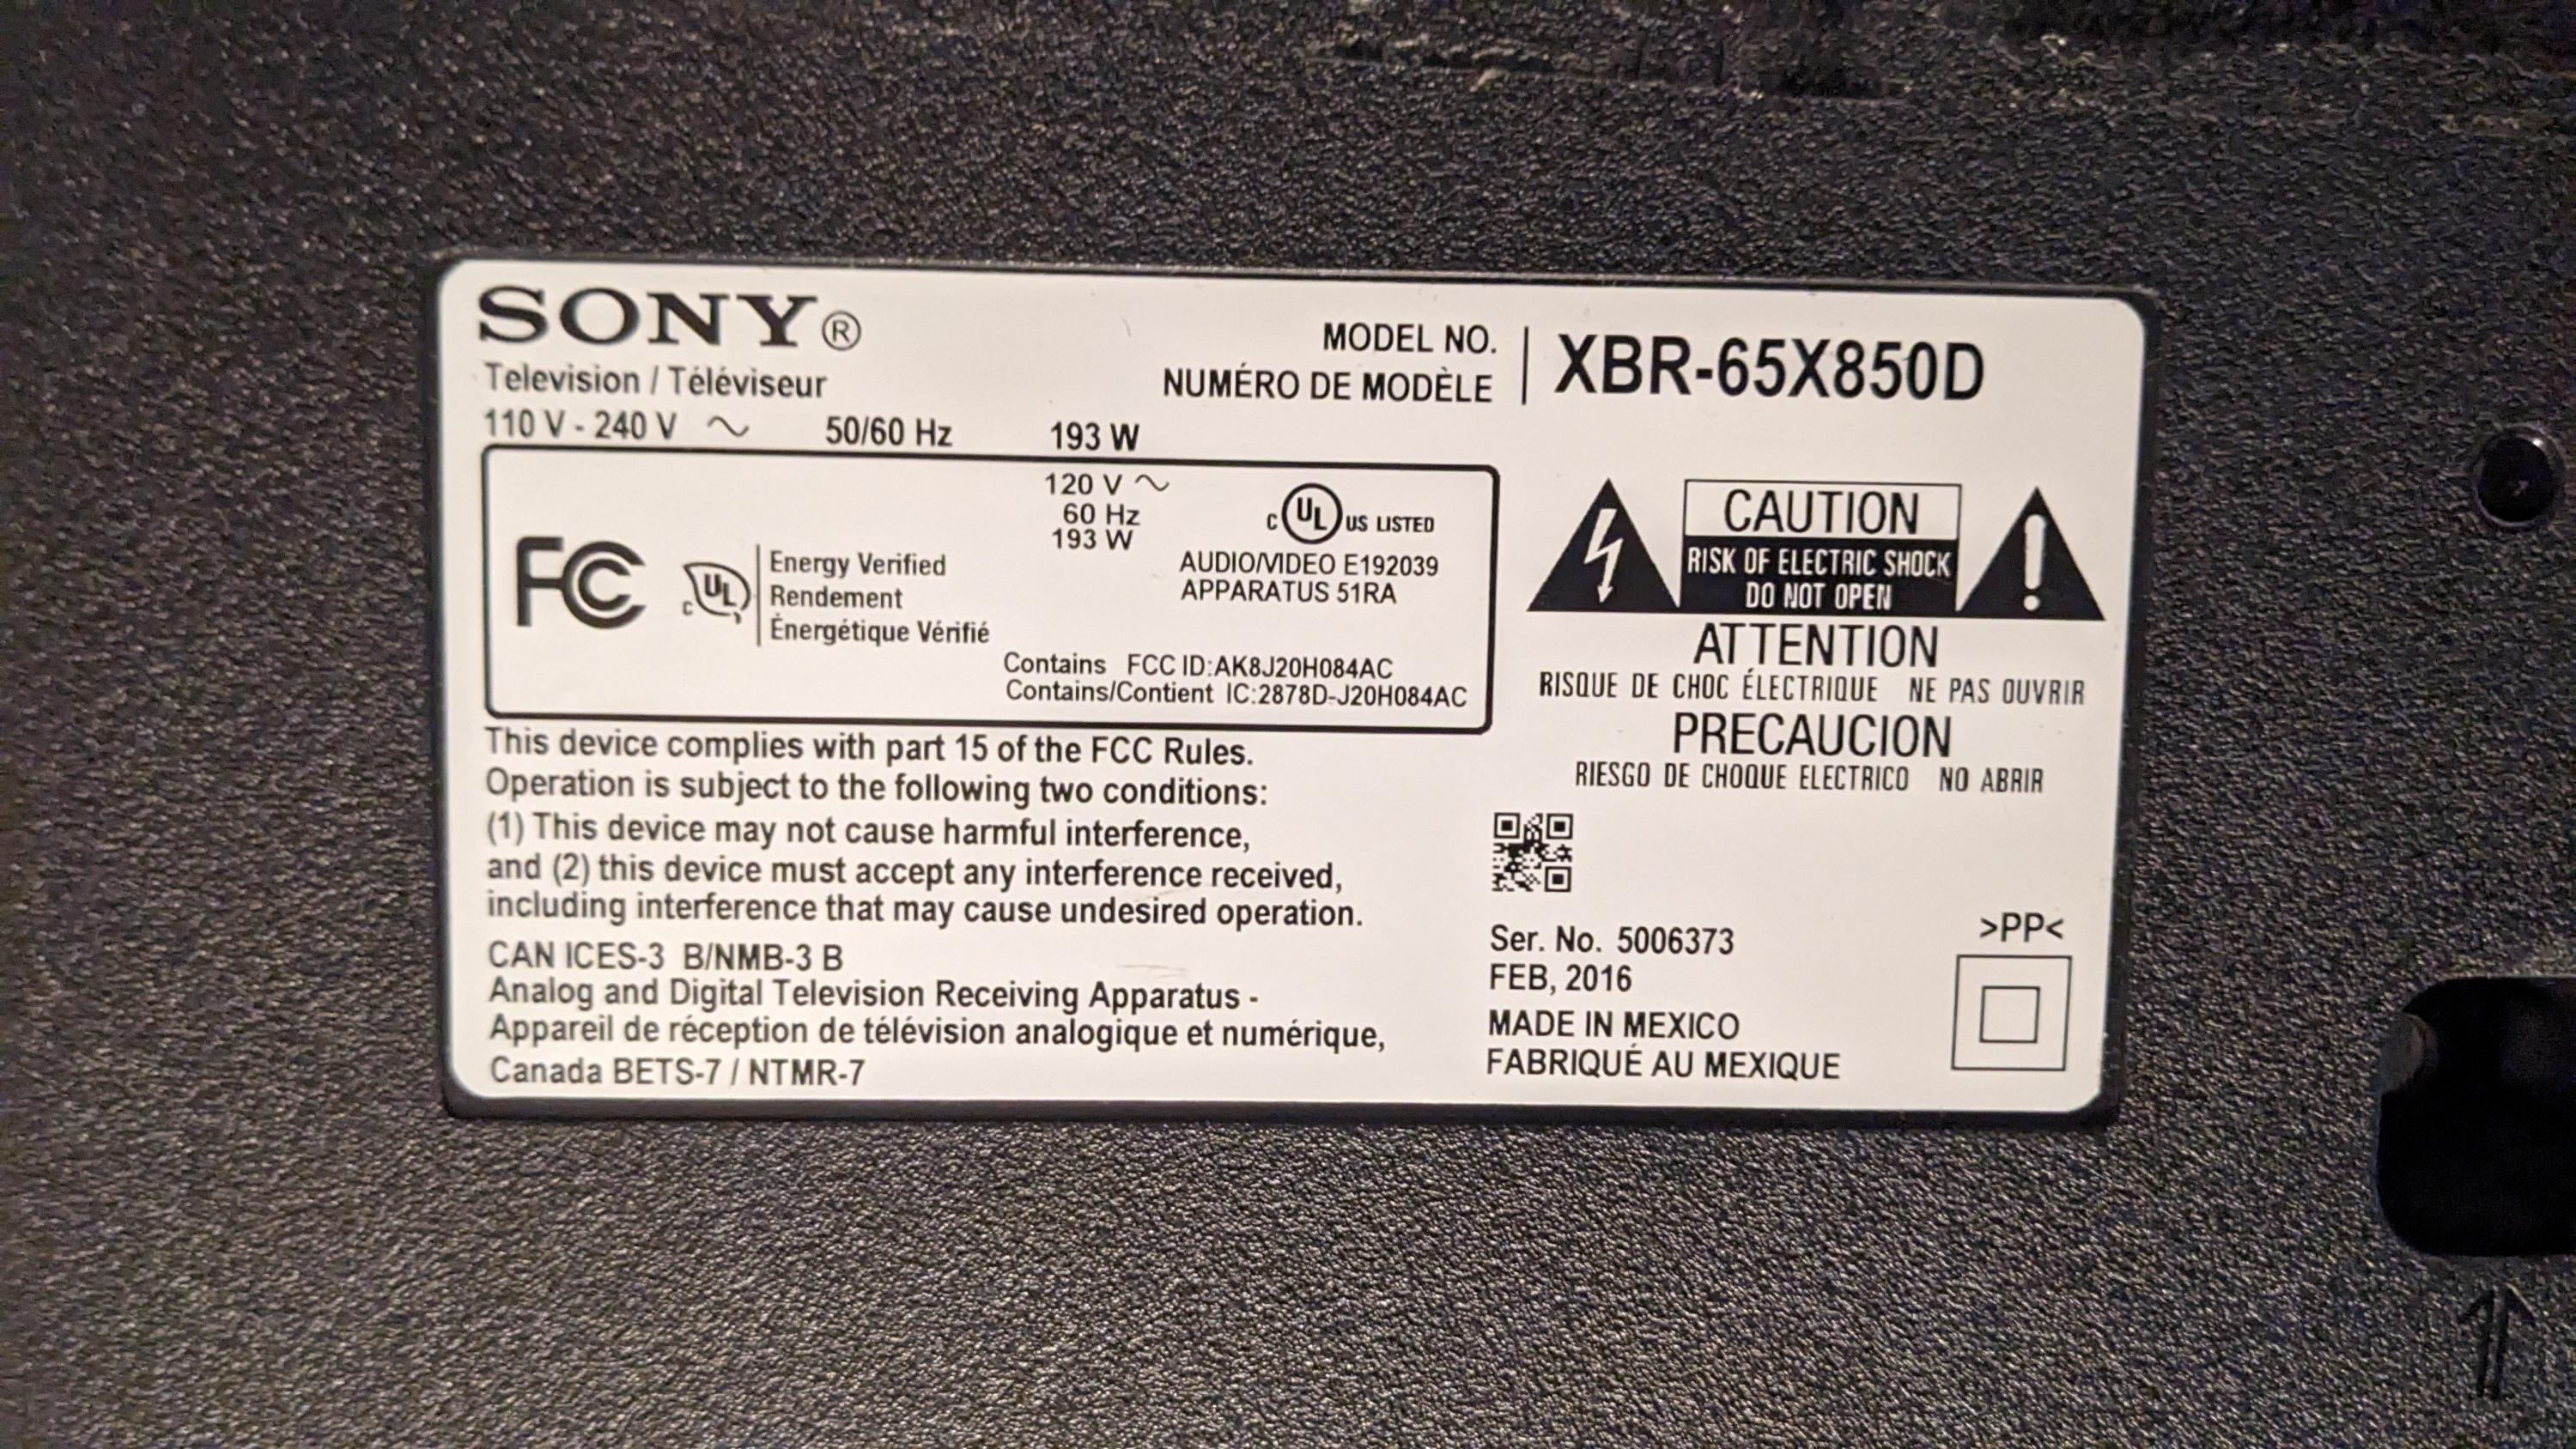 SONY®
Television / Téléviseur
MODEL NO.
NUMÉRO DE MODÈLE
XBR-65X850D
110 V - 240 V ~ 50/60 Hz 193 W
120 V ~
60 Hz
193 W
FC
c UL
Energy Verified
Rendement
Énergétique Vérifié
c UL US LISTED
AUDIO/VIDEO E192039
APPARATUS 51RA
Contains FCC ID:AK8J20H084AC
Contains/Contient IC:2878D-J20H084AC
This device complies with part 15 of the FCC Rules.
Operation is subject to the following two conditions:
(1) This device may not cause harmful interference,
and (2) this device must accept any interference received,
including interference that may cause undesired operation.
CAN ICES-3 B/NMB-3 B
Analog and Digital Television Receiving Apparatus -
Appareil de réception de télévision analogique et numérique,
Canada BETS-7 / NTMR-7
CAUTION
RISK OF ELECTRIC SHOCK
DO NOT OPEN
ATTENTION
RISQUE DE CHOC ÉLECTRIQUE NE PAS OUVRIR
PRECAUCION
RIESGO DE CHOQUE ELECTRICO NO ABRIR
Ser. No. 5006373
FEB, 2016
MADE IN MEXICO
FABRIQUÉ AU MEXIQUE
>PP<